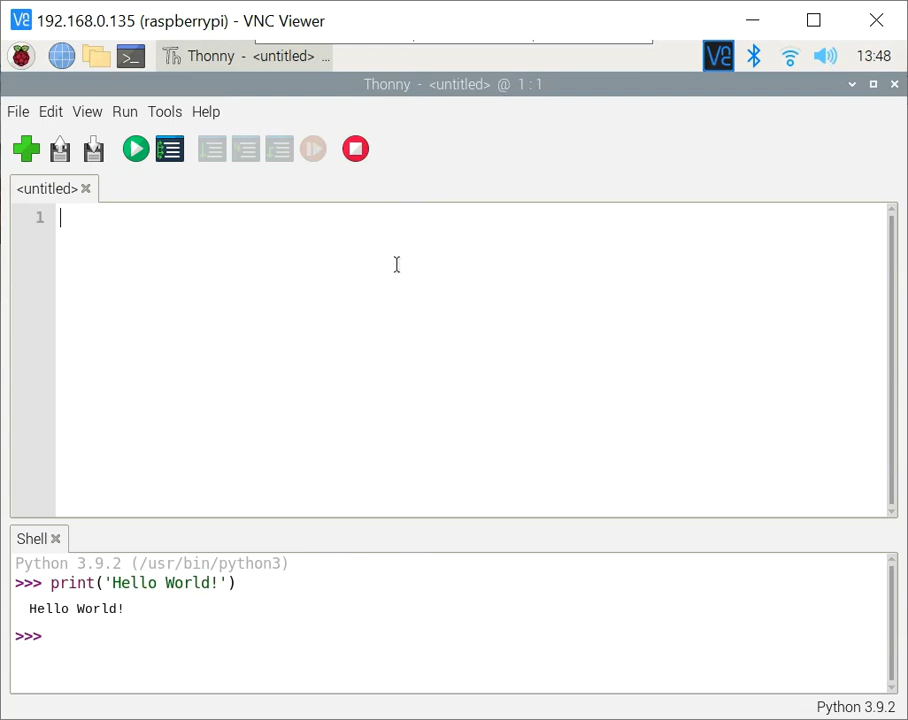 192.168.0.135 (raspberrypi) - VNC Viewer
Thonny - <untitled> ...
13:48
Thonny - <untitled> @ 1 : 1
File Edit View Run Tools Help
<untitled>
1
Shell
Python 3.9.2 (/usr/bin/python3)
>>> print('Hello World!')
Hello World!
>>>
Python 3.9.2